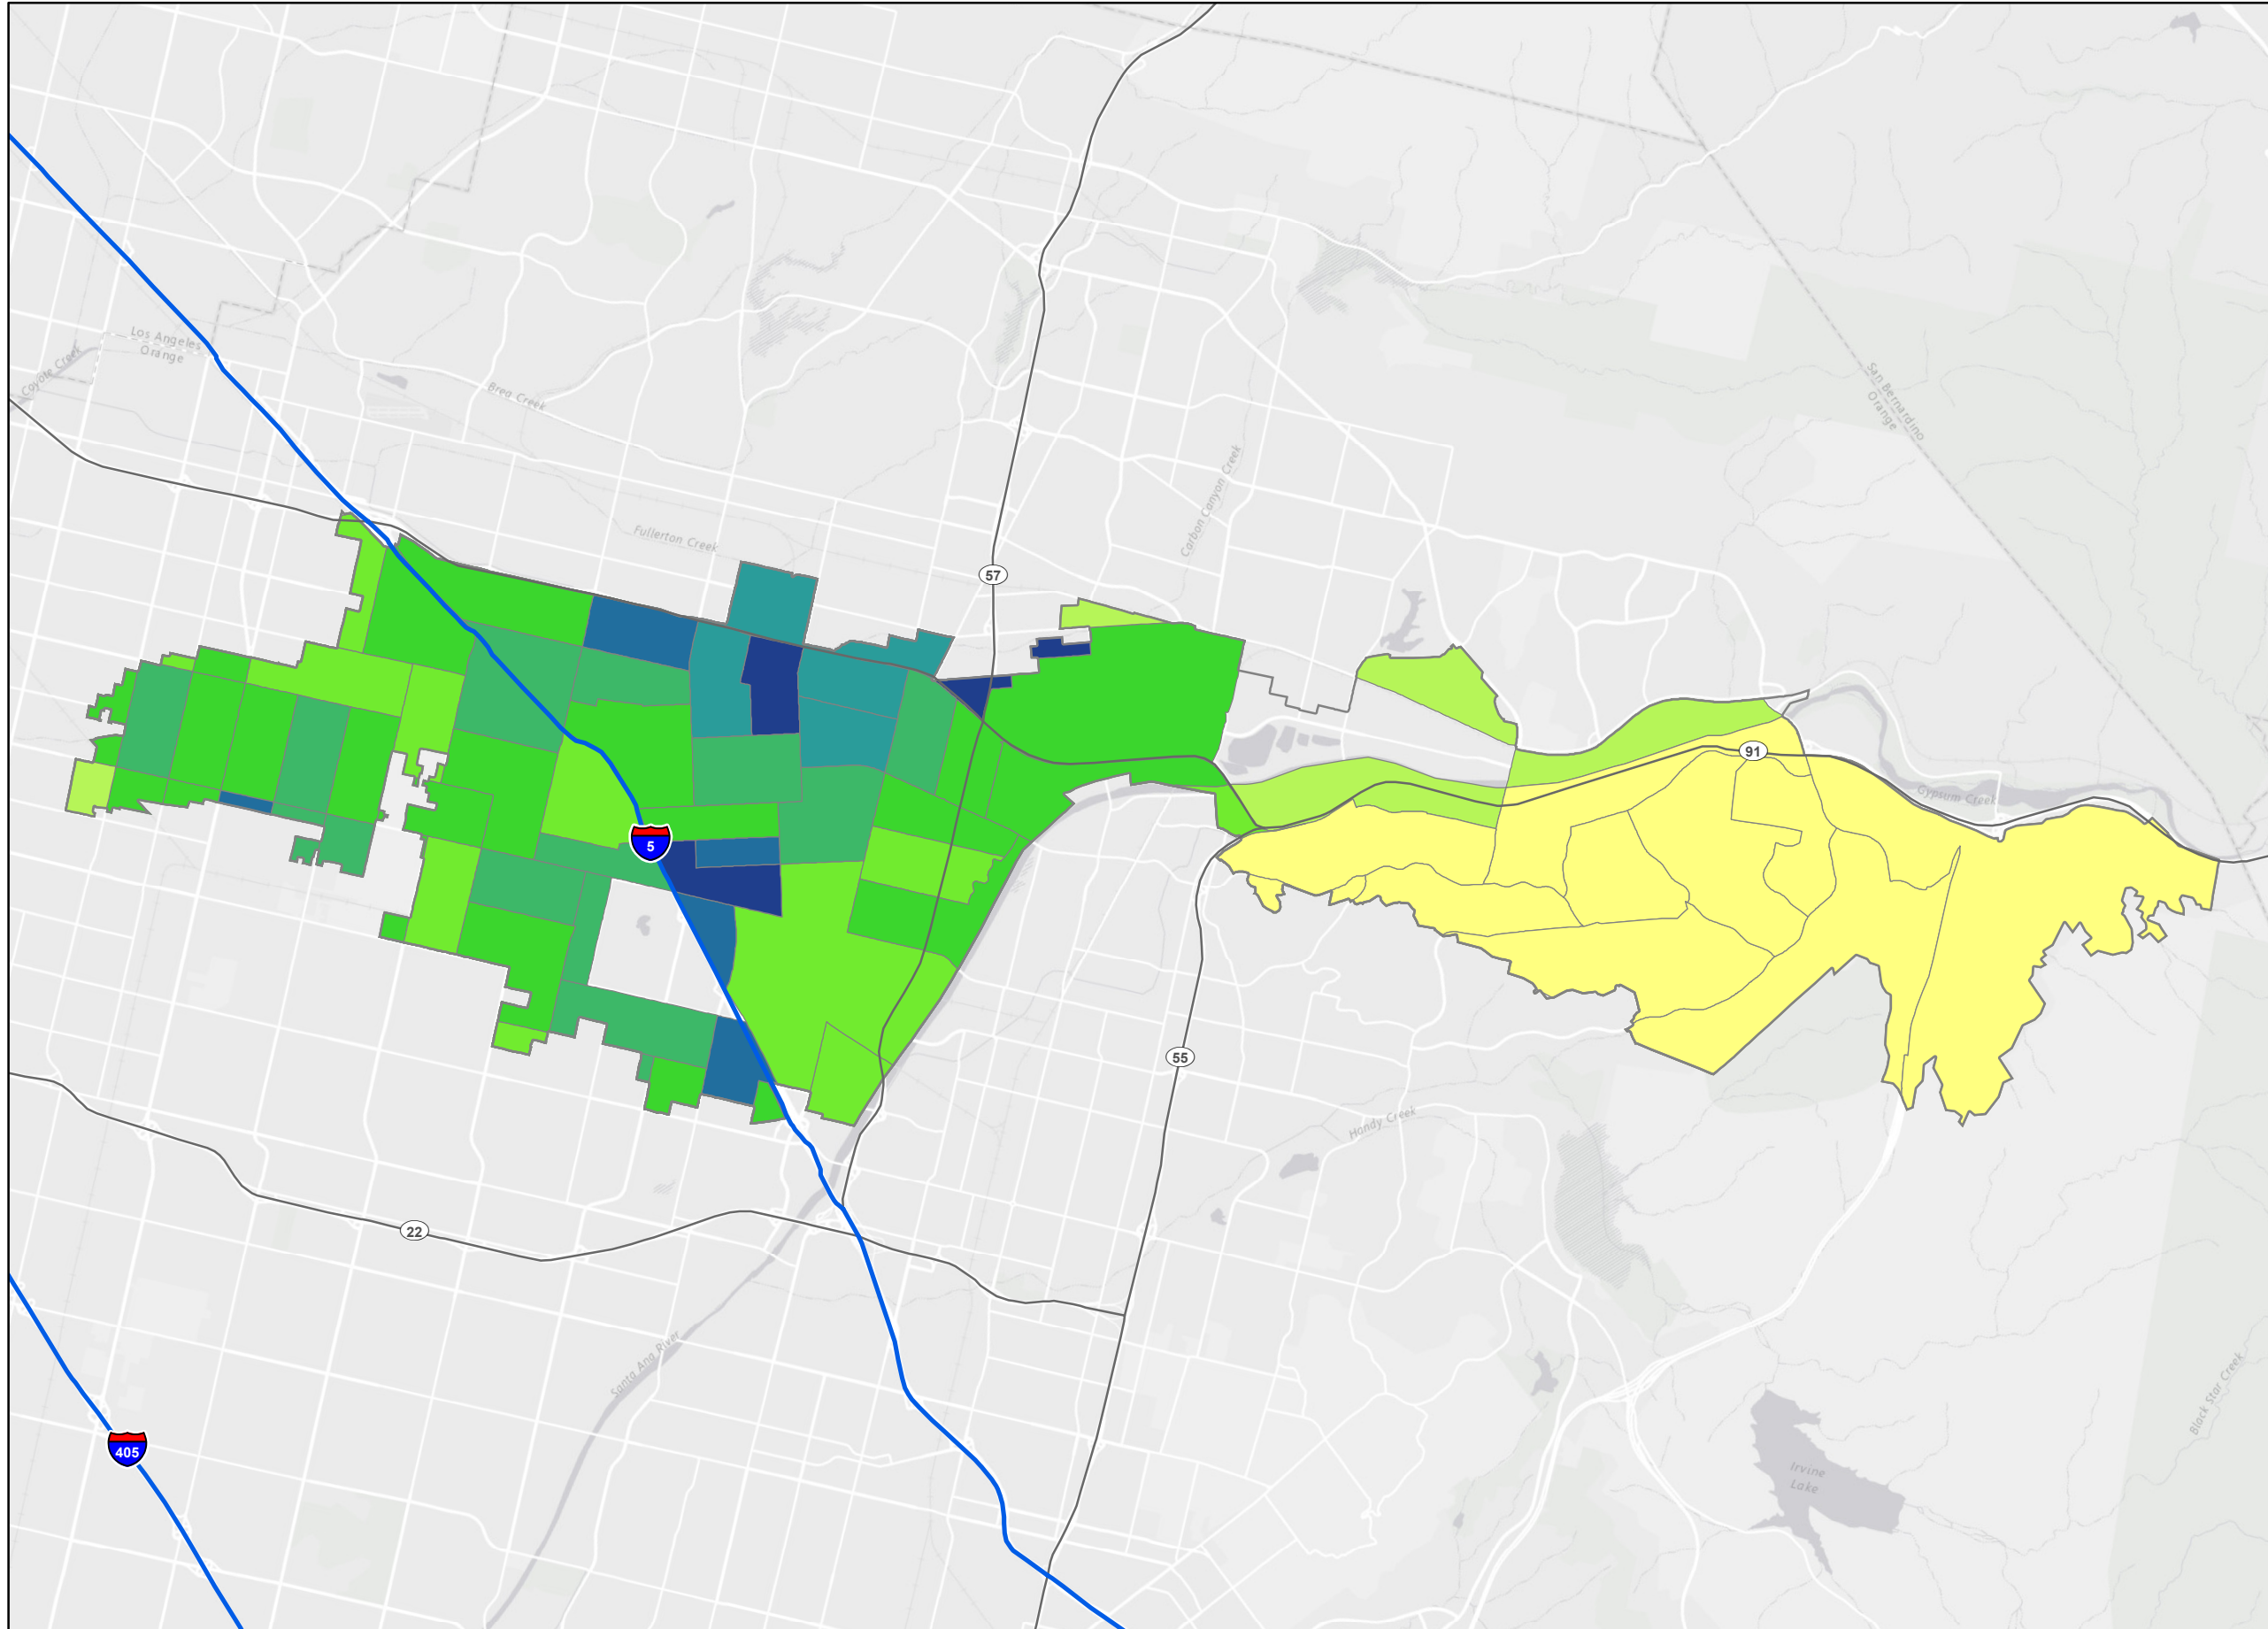 Los Angeles
Orange
Coyote Creek
Brea Creek
San Bernardino
Orange
Carbon Canyon Creek
Fullerton Creek
57
91
Gypsum Creek
5
55
Handy Creek
22
Santa Ana River
Black Star Creek
405
Irvine
Lake